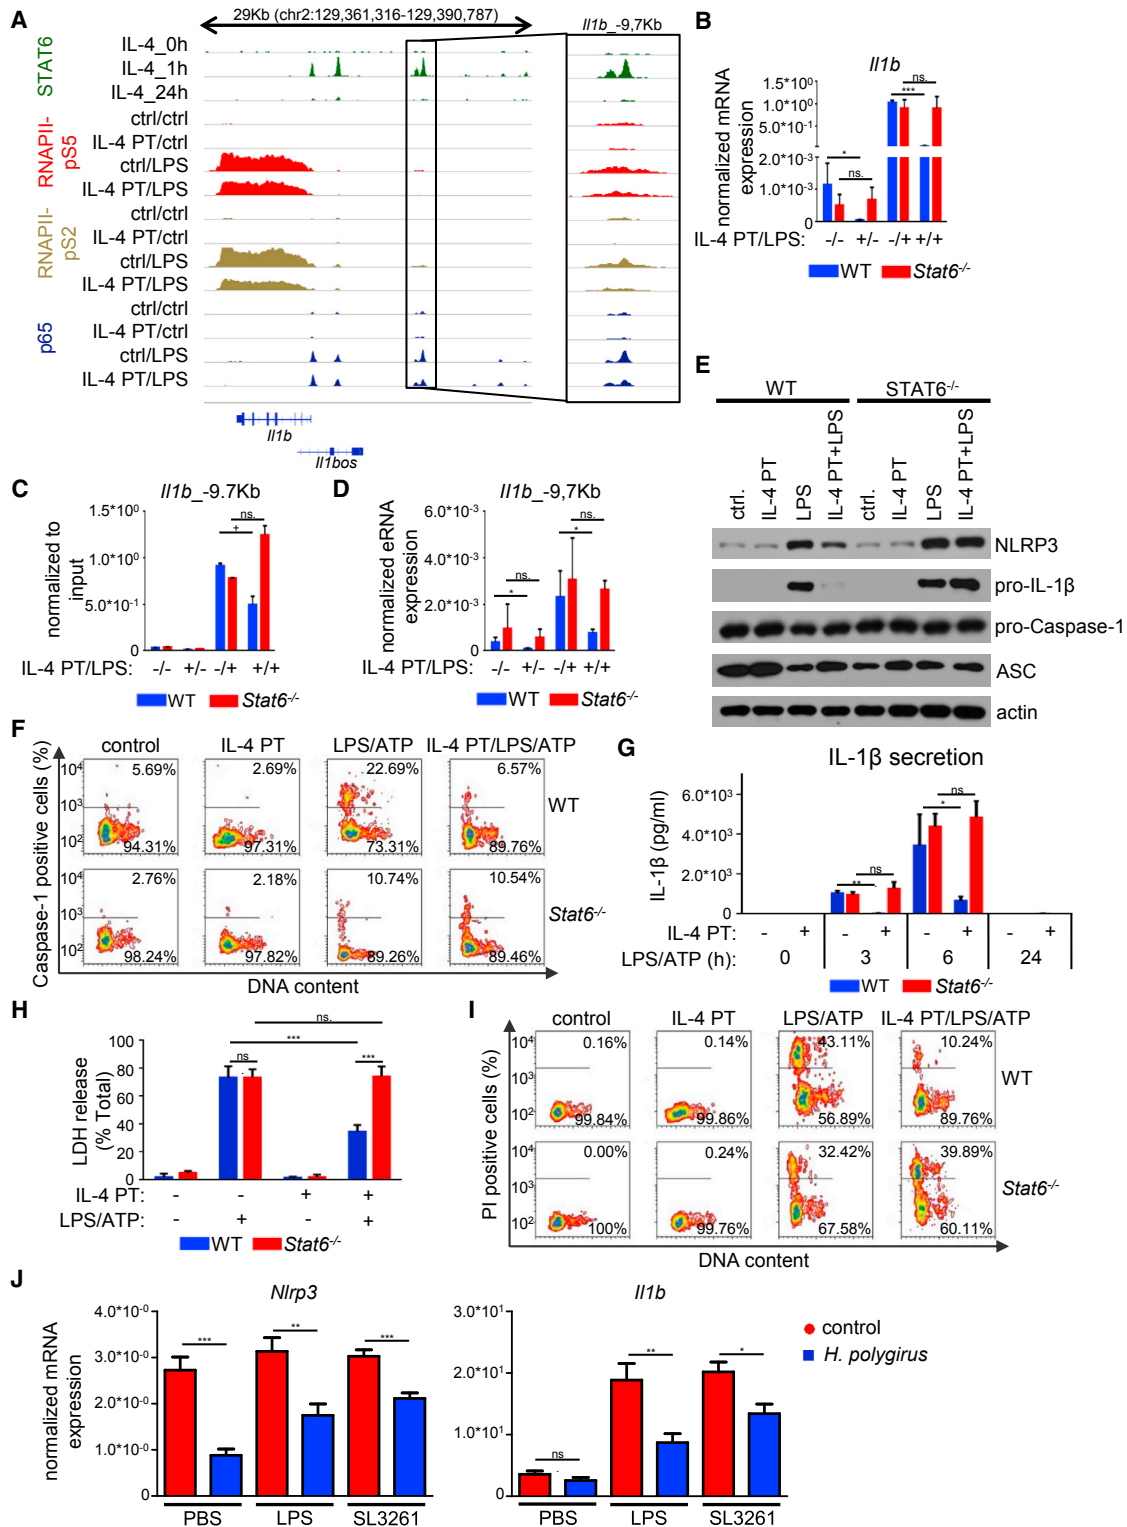 A
29Kb (chr2:129,361,316-129,390,787)
Il1b_-9,7Kb
STAT6
IL-4_0h
IL-4_1h
IL-4_24h
RNAPII-pS5
ctrl/ctrl
IL-4 PT/ctrl
ctrl/LPS
IL-4 PT/LPS
RNAPII-pS2
ctrl/ctrl
IL-4 PT/ctrl
ctrl/LPS
IL-4 PT/LPS
p65
ctrl/ctrl
IL-4 PT/ctrl
ctrl/LPS
IL-4 PT/LPS
Il1b
Il1bos
B
Il1b
normalized mRNA expression
1.5*10⁰
1.0*10⁰
5.0*10⁻¹
2.0*10⁻³
1.0*10⁻³
0
ns.
***
*
ns.
IL-4 PT/LPS: -/- +/- -/+ +/+
WT Stat6-/-
C
Il1b_-9.7Kb
normalized to input
1.5*10⁰
1.0*10⁰
5.0*10⁻¹
0
ns.
+
IL-4 PT/LPS: -/- +/- -/+ +/+
WT Stat6-/-
D
Il1b_-9,7Kb
normalized eRNA expression
6.0*10⁻³
4.0*10⁻³
2.0*10⁻³
0
ns.
*
ns.
*
IL-4 PT/LPS: -/- +/- -/+ +/+
WT Stat6-/-
E
WT STAT6-/-
ctrl. IL-4 PT LPS IL-4 PT+LPS ctrl. IL-4 PT LPS IL-4 PT+LPS
NLRP3
pro-IL-1β
pro-Caspase-1
ASC
actin
F
Caspase-1 positive cells (%)
control IL-4 PT LPS/ATP IL-4 PT/LPS/ATP
10⁴ 10³ 10²
5.69% 2.69% 22.69% 6.57%
94.31% 97.31% 73.31% 89.76%
WT
10⁴ 10³ 10²
2.76% 2.18% 10.74% 10.54%
98.24% 97.82% 89.26% 89.46%
Stat6-/-
DNA content
G
IL-1β secretion
IL-1β (pg/ml)
6.0*10³
4.0*10³
2.0*10³
0
** ns * ns
IL-4 PT: - + - + - + - +
LPS/ATP (h): 0 3 6 24
WT Stat6-/-
H
LDH release (% Total)
100
80
60
40
20
0
ns.
***
ns
***
IL-4 PT: - - + +
LPS/ATP: - + - +
WT Stat6-/-
I
PI positive cells (%)
control IL-4 PT LPS/ATP IL-4 PT/LPS/ATP
10⁴ 10³ 10²
0.16% 0.14% 43.11% 10.24%
99.84% 99.86% 56.89% 89.76%
WT
10⁴ 10³ 10²
0.00% 0.24% 32.42% 39.89%
100% 99.76% 67.58% 60.11%
Stat6-/-
DNA content
J
Nlrp3
normalized mRNA expression
4.0*10⁻⁰
3.0*10⁻⁰
2.0*10⁻⁰
1.0*10⁻⁰
0
*** ** ***
PBS LPS SL3261
Il1b
3.0*10¹
2.0*10¹
1.0*10¹
0
ns ** *
PBS LPS SL3261
control
H. polygirus